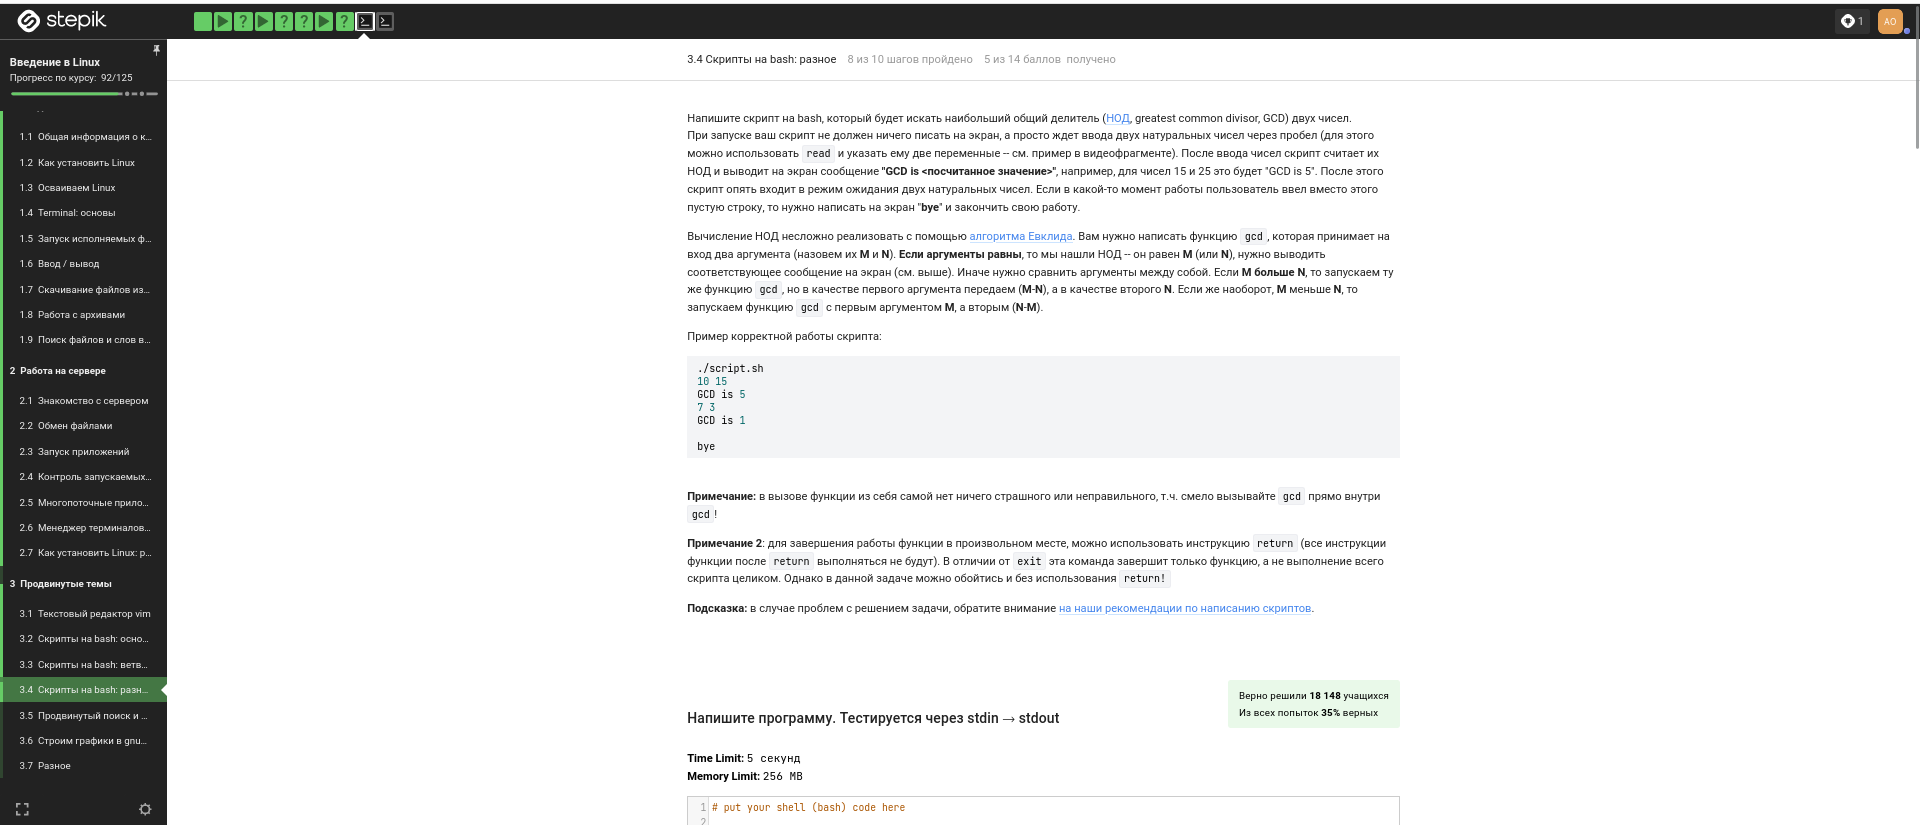 stepik
1
AO
Введение в Linux
Прогресс по курсу: 92/125
1.1 Общая информация о к...
1.2 Как установить Linux
1.3 Осваиваем Linux
1.4 Terminal: основы
1.5 Запуск исполняемых ф...
1.6 Ввод / вывод
1.7 Скачивание файлов из...
1.8 Работа с архивами
1.9 Поиск файлов и слов в...
2 Работа на сервере
2.1 Знакомство с сервером
2.2 Обмен файлами
2.3 Запуск приложений
2.4 Контроль запускаемых...
2.5 Многопоточные прило...
2.6 Менеджер терминалов...
2.7 Как установить Linux: р...
3 Продвинутые темы
3.1 Текстовый редактор vim
3.2 Скрипты на bash: осно...
3.3 Скрипты на bash: ветв...
3.4 Скрипты на bash: разн...
3.5 Продвинутый поиск и ...
3.6 Строим графики в gnu...
3.7 Разное
3.4 Скрипты на bash: разное 8 из 10 шагов пройдено 5 из 14 баллов получено
Напишите скрипт на bash, который будет искать наибольший общий делитель (НОД, greatest common divisor, GCD) двух чисел.
При запуске ваш скрипт не должен ничего писать на экран, а просто ждет ввода двух натуральных чисел через пробел (для этого
можно использовать read и указать ему две переменные -- см. пример в видеофрагменте). После ввода чисел скрипт считает их
НОД и выводит на экран сообщение "GCD is <посчитанное значение>", например, для чисел 15 и 25 это будет "GCD is 5". После этого
скрипт опять входит в режим ожидания двух натуральных чисел. Если в какой-то момент работы пользователь ввел вместо этого
пустую строку, то нужно написать на экран "bye" и закончить свою работу.
Вычисление НОД несложно реализовать с помощью алгоритма Евклида. Вам нужно написать функцию gcd, которая принимает на
вход два аргумента (назовем их M и N). Если аргументы равны, то мы нашли НОД -- он равен M (или N), нужно выводить
соответствующее сообщение на экран (см. выше). Иначе нужно сравнить аргументы между собой. Если M больше N, то запускаем ту
же функцию gcd, но в качестве первого аргумента передаем (M-N), а в качестве второго N. Если же наоборот, M меньше N, то
запускаем функцию gcd с первым аргументом M, а вторым (N-M).
Пример корректной работы скрипта:
./script.sh
10 15
GCD is 5
7 3
GCD is 1
bye
Примечание: в вызове функции из себя самой нет ничего страшного или неправильного, т.ч. смело вызывайте gcd прямо внутри
gcd!
Примечание 2: для завершения работы функции в произвольном месте, можно использовать инструкцию return (все инструкции
функции после return выполняться не будут). В отличии от exit эта команда завершит только функцию, а не выполнение всего
скрипта целиком. Однако в данной задаче можно обойтись и без использования return!
Подсказка: в случае проблем с решением задачи, обратите внимание на наши рекомендации по написанию скриптов.
Верно решили 18 148 учащихся
Из всех попыток 35% верных
Напишите программу. Тестируется через stdin → stdout
Time Limit: 5 секунд
Memory Limit: 256 MB
1 # put your shell (bash) code here
2